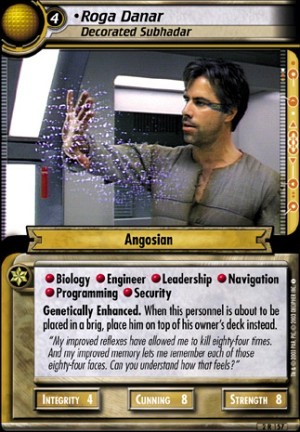 4
•Roga Danar
Decorated Subhadar
Angosian
Biology Engineer Leadership Navigation
Programming Security
Genetically Enhanced. When this personnel is about to be
placed in a brig, place him on top of his owner's deck instead.
"My improved reflexes have allowed me to kill eighty-four times.
And my improved memory lets me remember each of those
eighty-four faces. Can you understand how that feels?"
INTEGRITY 4
CUNNING 8
STRENGTH 8